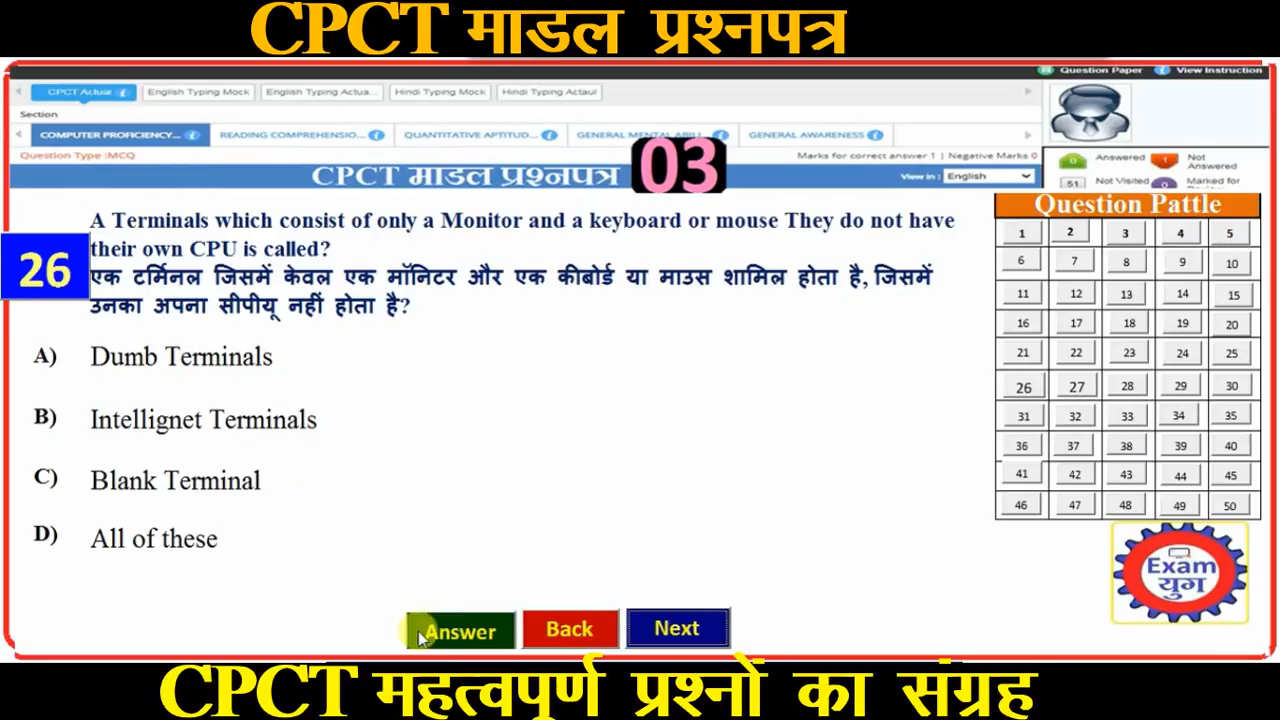 CPCT माडल प्रश्नपत्र
Question Paper View Instruction
CPCT Actual English Typing Mock English Typing Actua... Hindi Typing Mock Hindi Typing Actaul
Section
COMPUTER PROFICIENCY... READING COMPREHENSIO... QUANTITATIVE APTITUD... GENERAL MENTAL ABILI... GENERAL AWARENESS
Question Type :MCQ Marks for correct answer 1 | Negative Marks 0
CPCT माडल प्रश्नपत्र 03 View in : English
0 Answered 1 Not Answered
51 Not Visited 0 Marked for
Question Pattle
26
A Terminals which consist of only a Monitor and a keyboard or mouse They do not have
their own CPU is called?
एक टर्मिनल जिसमें केवल एक मॉनिटर और एक कीबोर्ड या माउस शामिल होता है, जिसमें
उनका अपना सीपीयू नहीं होता है?
A) Dumb Terminals
B) Intellignet Terminals
C) Blank Terminal
D) All of these
1 2 3 4 5
6 7 8 9 10
11 12 13 14 15
16 17 18 19 20
21 22 23 24 25
26 27 28 29 30
31 32 33 34 35
36 37 38 39 40
41 42 43 44 45
46 47 48 49 50
Exam
युग
Answer Back Next
CPCT महत्वपूर्ण प्रश्नों का संग्रह